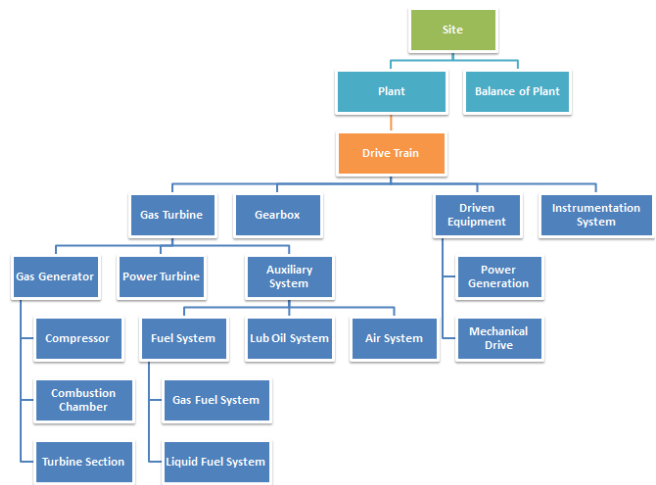 Site
Plant
Balance of Plant
Drive Train
Gas Turbine
Gearbox
Driven
Equipment
Instrumentation
System
Gas Generator
Power Turbine
Auxiliary
System
Power
Generation
Compressor
Fuel System
Lub Oil System
Air System
Mechanical
Drive
Combustion
Chamber
Gas Fuel System
Turbine Section
Liquid Fuel System